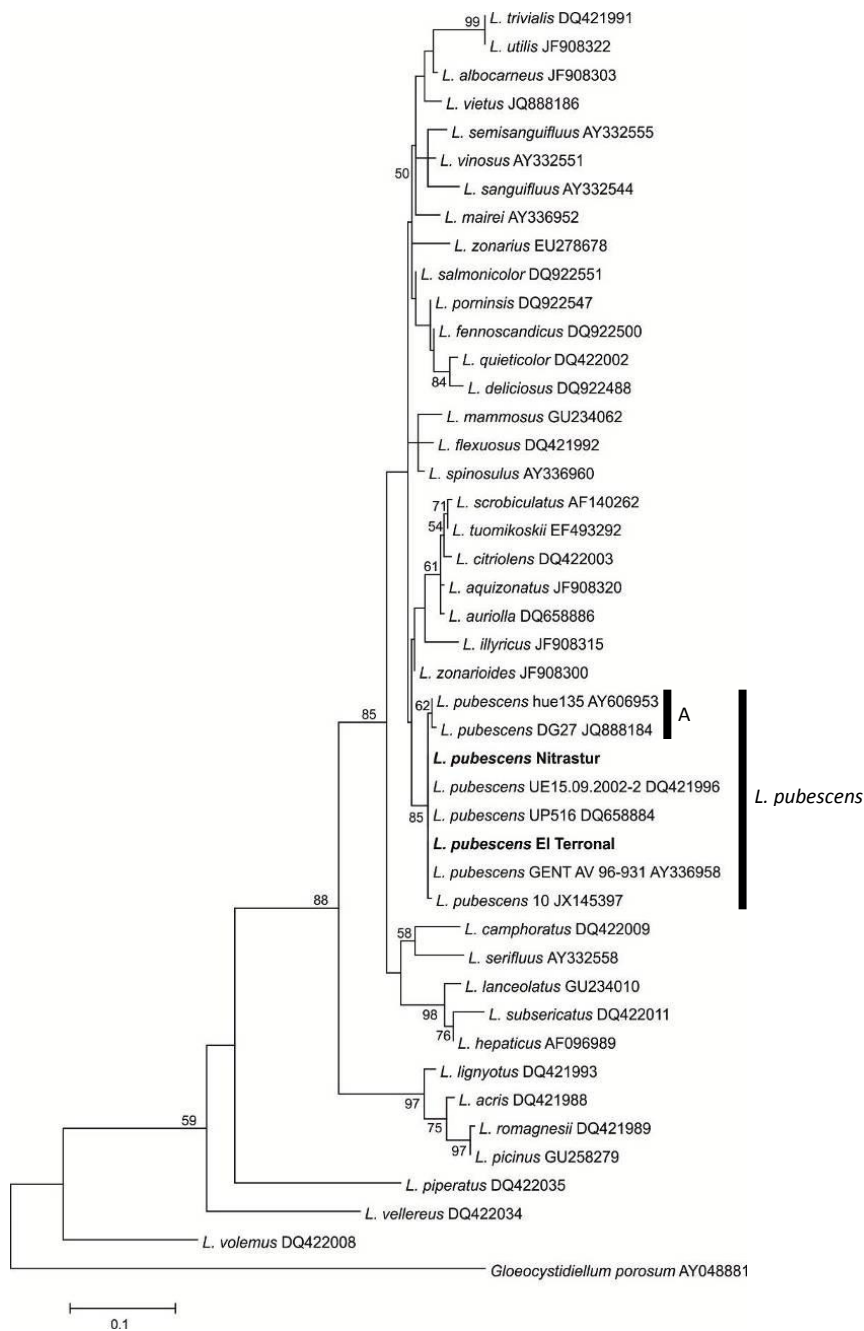 99
L. trivialis DQ421991
L. utilis JF908322
L. albocarneus JF908303
L. vietus JQ888186
L. semisanguifluus AY332555
L. vinosus AY332551
50
L. sanguifluus AY332544
L. mairei AY336952
L. zonarius EU278678
L. salmonicolor DQ922551
L. porninsis DQ922547
L. fennoscandicus DQ922500
L. quieticolor DQ422002
84
L. deliciosus DQ922488
L. mammosus GU234062
L. flexuosus DQ421992
L. spinosulus AY336960
71
L. scrobiculatus AF140262
54
L. tuomikoskii EF493292
L. citriolens DQ422003
61
L. aquizonatus JF908320
L. auriolla DQ658886
L. illyricus JF908315
L. zonarioides JF908300
62
L. pubescens hue135 AY606953
A
85
L. pubescens DG27 JQ888184
L. pubescens Nitrastur
L. pubescens UE15.09.2002-2 DQ421996
L. pubescens
85
L. pubescens UP516 DQ658884
L. pubescens El Terronal
L. pubescens GENT AV 96-931 AY336958
88
L. pubescens 10 JX145397
58
L. camphoratus DQ422009
L. serifluus AY332558
L. lanceolatus GU234010
98
L. subsericatus DQ422011
76
L. hepaticus AF096989
L. lignyotus DQ421993
97
L. acris DQ421988
75
L. romagnesii DQ421989
59
97
L. picinus GU258279
L. piperatus DQ422035
L. vellereus DQ422034
L. volemus DQ422008
Gloeocystidiellum porosum AY048881
0.1